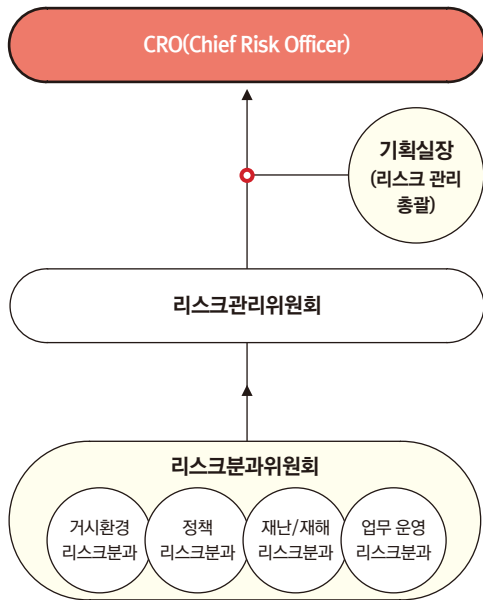 CRO(Chief Risk Officer)
기획실장
(리스크 관리
총괄)
리스크관리위원회
리스크분과위원회
거시환경
리스크분과
정책
리스크분과
재난/재해
리스크분과
업무 운영
리스크분과